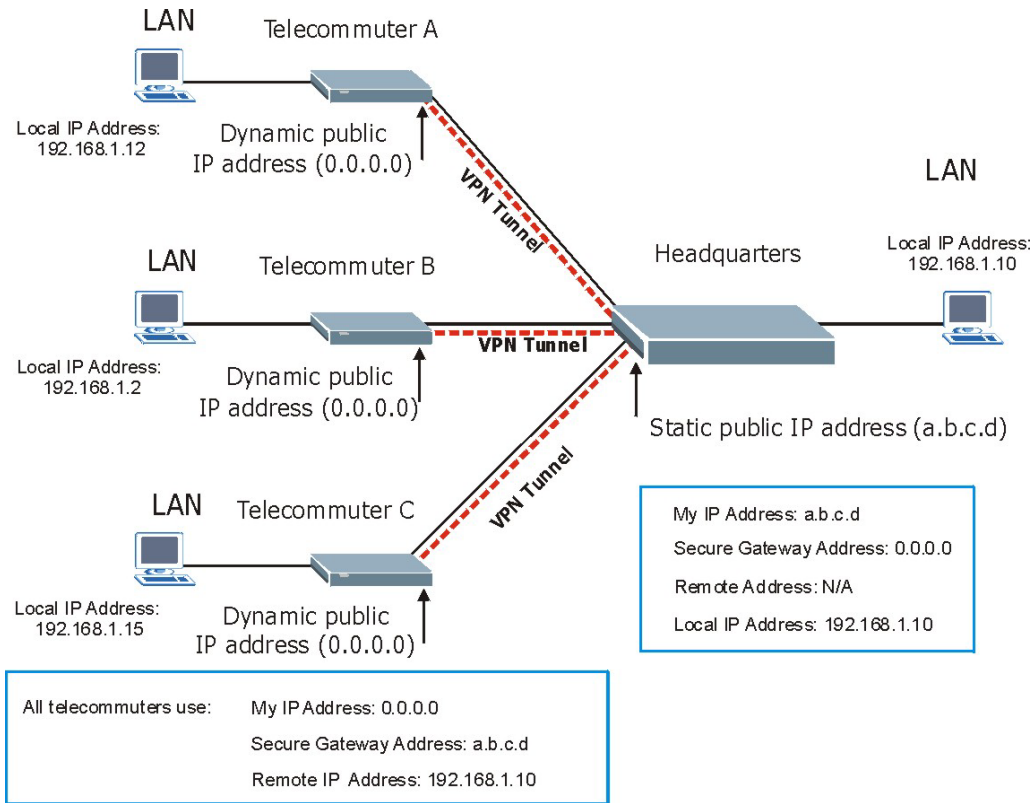 LAN
Telecommuter A
Local IP Address:
192.168.1.12
Dynamic public
IP address (0.0.0.0)
VPN Tunnel
LAN
Telecommuter B
Local IP Address:
192.168.1.2
Dynamic public
IP address (0.0.0.0)
VPN Tunnel
Headquarters
LAN
Local IP Address:
192.168.1.10
Static public IP address (a.b.c.d)
LAN
Telecommuter C
Local IP Address:
192.168.1.15
Dynamic public
IP address (0.0.0.0)
VPN Tunnel
My IP Address: a.b.c.d
Secure Gateway Address: 0.0.0.0
Remote Address: N/A
Local IP Address: 192.168.1.10
All telecommuters use: My IP Address: 0.0.0.0
Secure Gateway Address: a.b.c.d
Remote IP Address: 192.168.1.10